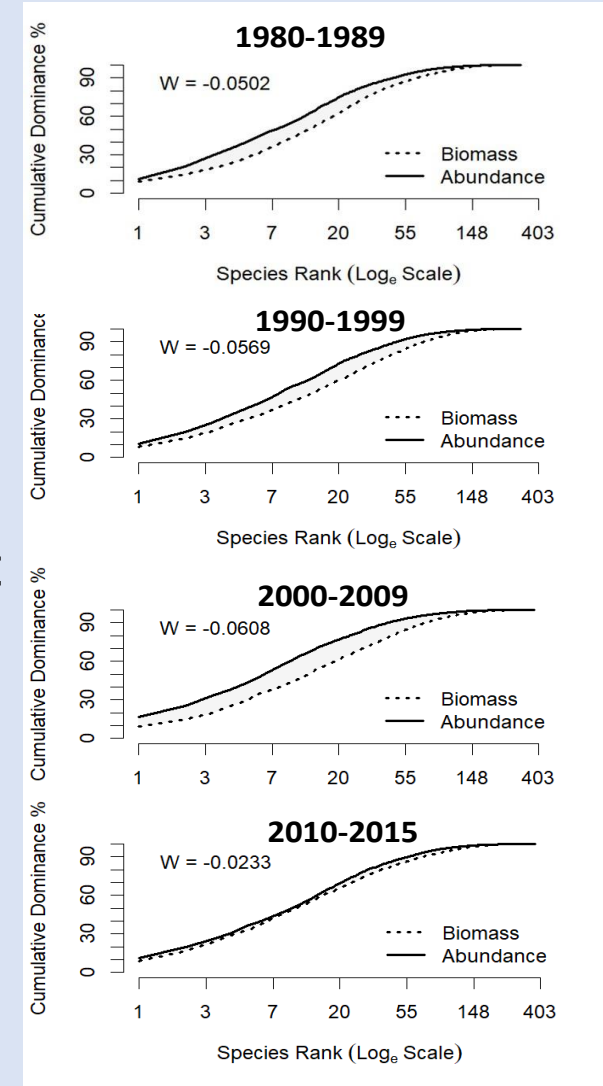 1980-1989
W = -0.0502
Cumulative Dominance %
0 30 60 90
Biomass
Abundance
1 3 7 20 55 148 403
Species Rank (Logₑ Scale)
1990-1999
W = -0.0569
Cumulative Dominance
0 30 60 90
Biomass
Abundance
1 3 7 20 55 148 403
Species Rank (Logₑ Scale)
2000-2009
W = -0.0608
Cumulative Dominance %
0 30 60 90
Biomass
Abundance
1 3 7 20 55 148 403
Species Rank (Logₑ Scale)
2010-2015
W = -0.0233
Cumulative Dominance %
0 30 60 90
Biomass
Abundance
1 3 7 20 55 148 403
Species Rank (Logₑ Scale)